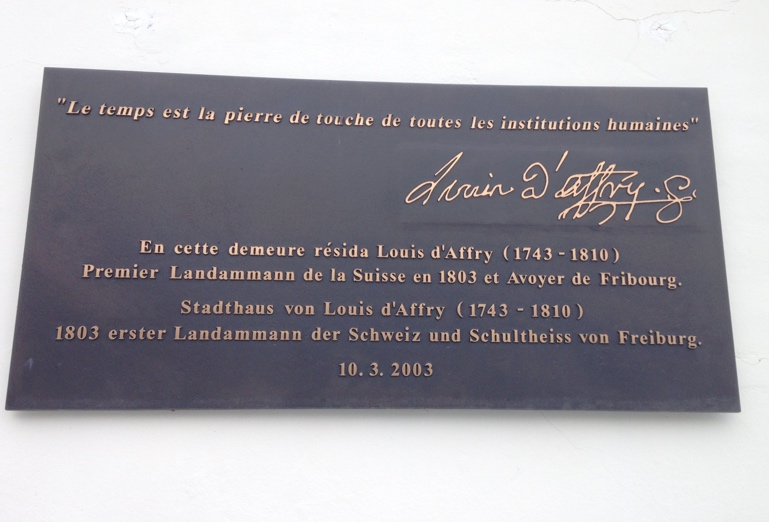 "Le temps est la pierre de touche de toutes les institutions humaines"
Louis D'affry. G.
En cette demeure résida Louis d'Affry (1743 - 1810)
Premier Landammann de la Suisse en 1803 et Avoyer de Fribourg.
Stadthaus von Louis d'Affry (1743 - 1810)
1803 erster Landammann der Schweiz und Schultheiss von Freiburg.
10. 3. 2003